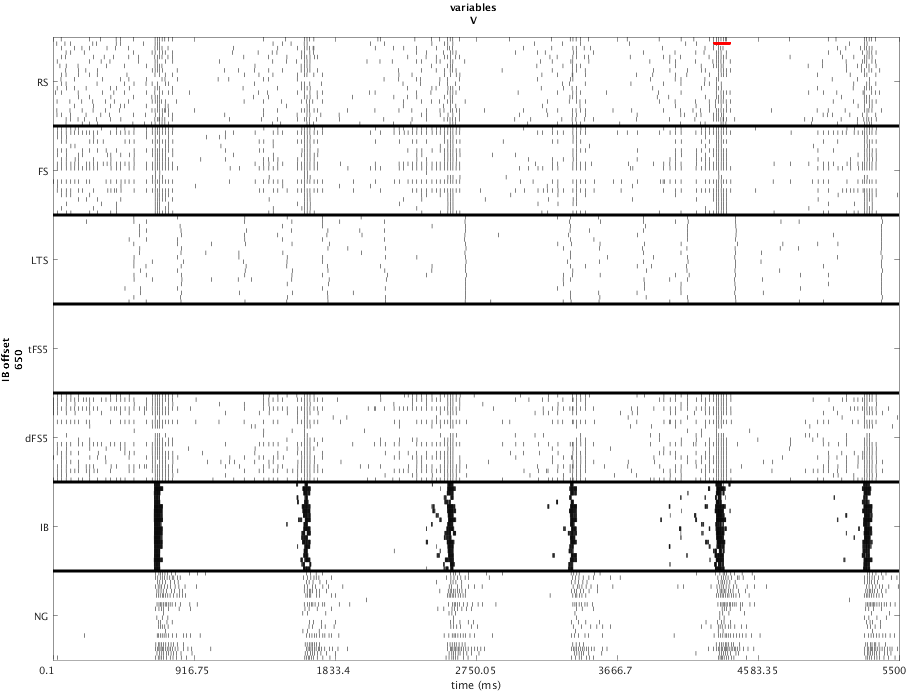 variables
V
RS
FS
LTS
tFS5
dFS5
IB
NG
IB offset
650
0.1 916.75 1833.4 2750.05 3666.7 4583.35 5500
time (ms)